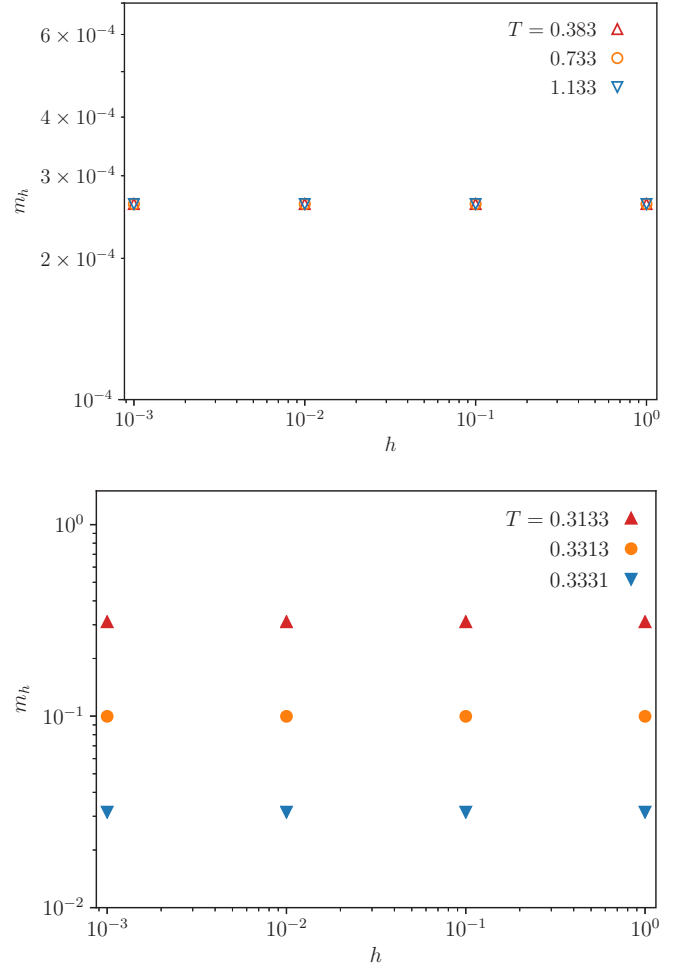 6 × 10⁻⁴
4 × 10⁻⁴
3 × 10⁻⁴
2 × 10⁻⁴
10⁻⁴
m_h
T = 0.383
0.733
1.133
10⁻³ 10⁻² 10⁻¹ 10⁰
h
10⁰
10⁻¹
10⁻²
m_h
T = 0.3133
0.3313
0.3331
10⁻³ 10⁻² 10⁻¹ 10⁰
h